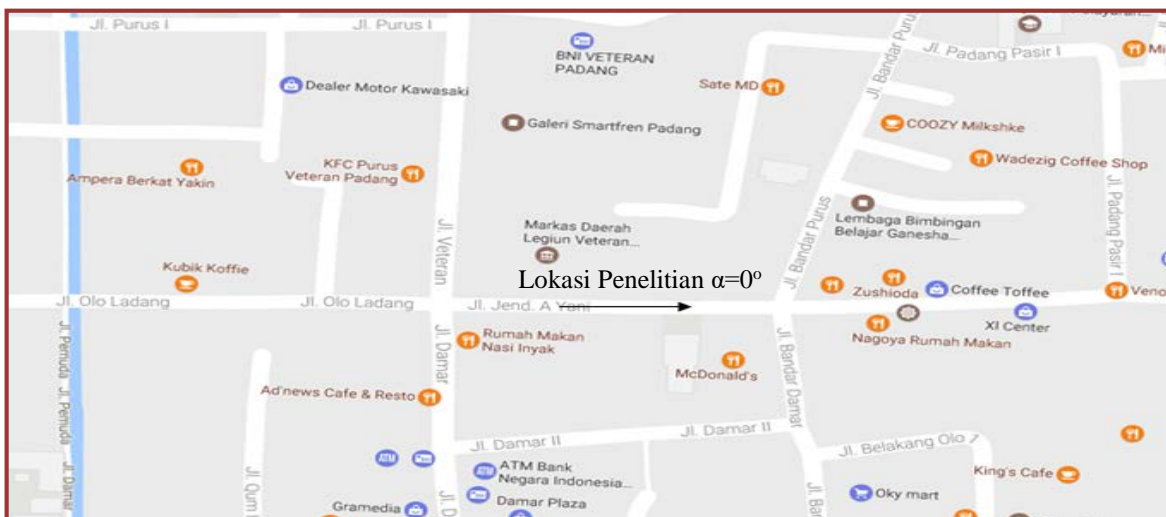 Jl. Purus I
Jl. Purus I
BNI VETERAN
PADANG
Jl. Bandar Purus
Jl. Padang Pasir I
Dealer Motor Kawasaki
Sate MD
Galeri Smartfren Padang
COOZY Milkshke
KFC Purus
Veteran Padang
Ampera Berkat Yakin
Wadezig Coffee Shop
Jl. Padang Pasir I
Jl. Veteran
Markas Daerah
Legiun Veteran...
Jl. Bandar Purus
Lembaga Bimbingan
Belajar Ganesha...
Kubik Koffie
Lokasi Penelitian α=0º
Zushioda
Coffee Toffee
Jl. Olo Ladang
Jl. Olo Ladang
Jl. Jend. A Yani
XI Center
Nagoya Rumah Makan
Jl. Pemuda
Jl. Pemuda
Jl. Damar
Rumah Makan
Nasi Inyak
McDonald's
Jl. Bandar Damar
Ad'news Cafe & Resto
Jl. Damar II
Jl. Damar II
Jl. Belakang Olo 1
ATM
ATM
ATM Bank
Negara Indonesia...
King's Cafe
Jl. Damar
Damar Plaza
Oky mart
Gramedia